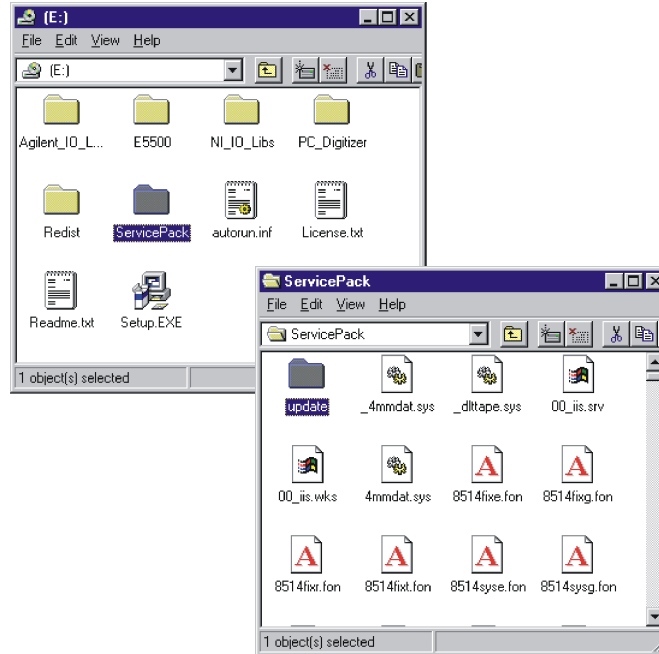 (E:)
File Edit View Help
(E:)
Agilent_IO_L... E5500 NI_IO_Libs PC_Digitizer
Redist ServicePack autorun.inf License.txt
Readme.txt Setup.EXE
1 object(s) selected
ServicePack
File Edit View Help
ServicePack
update _4mmdat.sys _dlttape.sys 00_iis.srv
00_iis.wks 4mmdat.sys 8514fixe.fon 8514fixg.fon
8514fixr.fon 8514fixt.fon 8514syse.fon 8514sysg.fon
1 object(s) selected